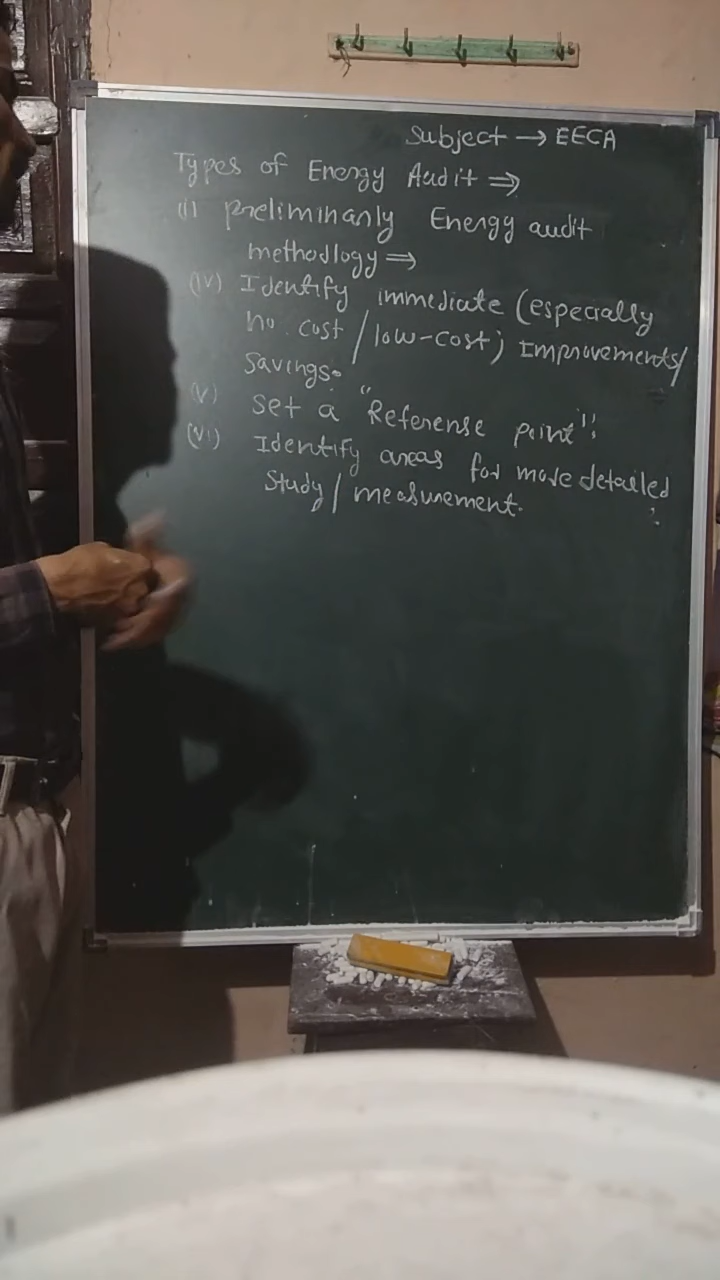 Subject → EECA
Types of Energy Audit ⇒
(i) preliminanly Energy audit
methodlogy ⇒
(iv) Identify immediate (especially
no cost / low-cost) Improvements/
savings.
(v) Set a "Referense point";
(vi) Identify areas for more detailed
Study / measurement.